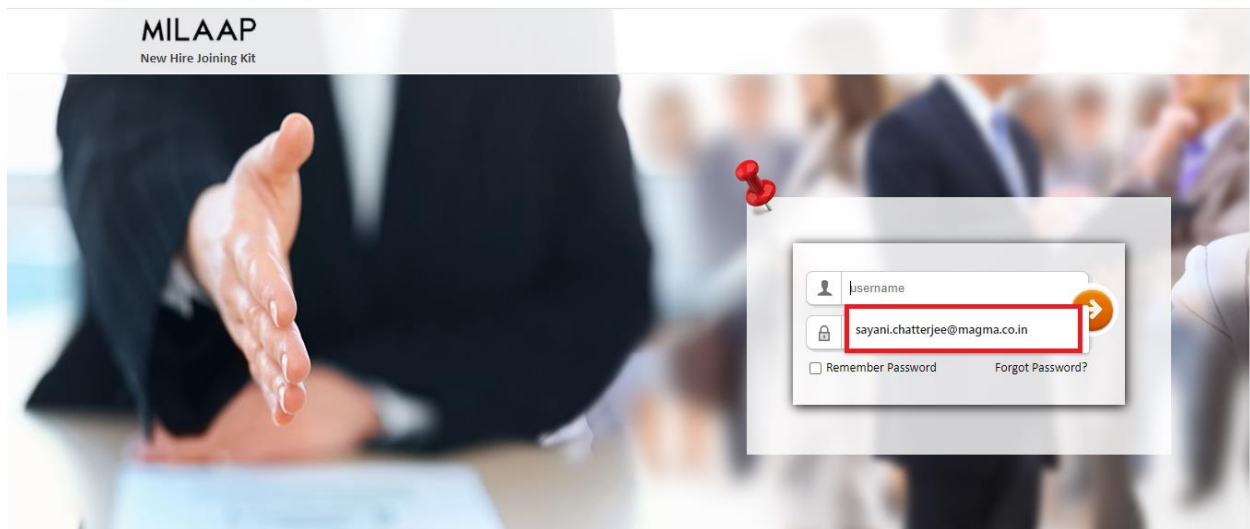 MILAAP
New Hire Joining Kit
username
sayani.chatterjee@magma.co.in
Remember Password Forgot Password?